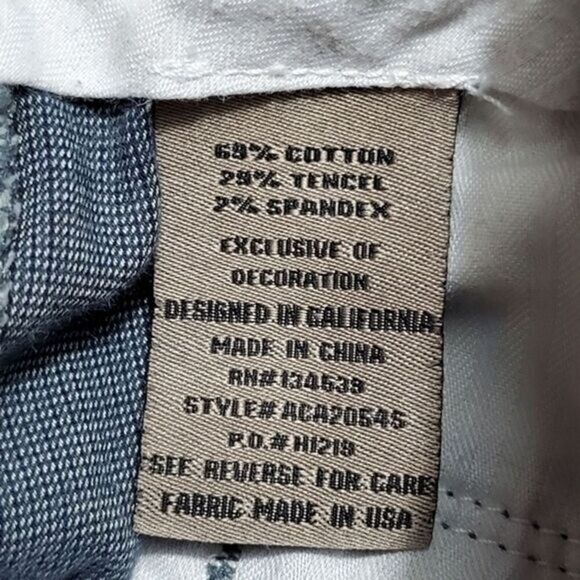 69% COTTON
29% TENCEL
2% SPANDEX
EXCLUSIVE OF
DECORATION
DESIGNED IN CALIFORNIA
MADE IN CHINA
RN# 134539
STYLE# ACA20545
P.O.# H1219
SEE REVERSE FOR CARE
FABRIC MADE IN USA